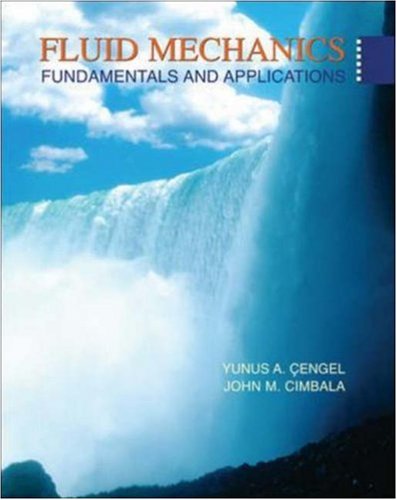 FLUID MECHANICS
FUNDAMENTALS AND APPLICATIONS
YUNUS A. ÇENGEL
JOHN M. CIMBALA